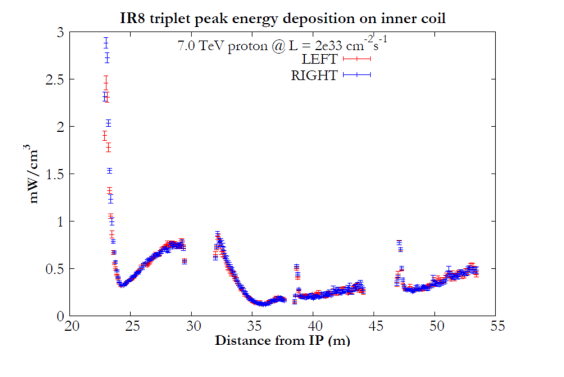 IR8 triplet peak energy deposition on inner coil
7.0 TeV proton @ L = 2e33 cm⁻²s⁻¹
LEFT
RIGHT
mW/cm³
3
2.5
2
1.5
1
0.5
0
20 25 30 35 40 45 50 55
Distance from IP (m)